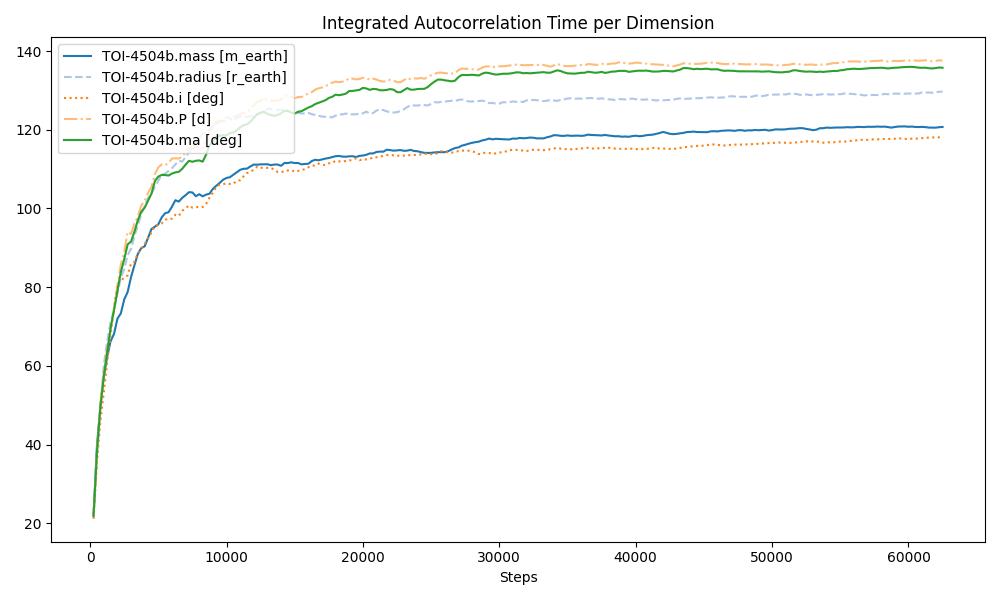 Integrated Autocorrelation Time per Dimension
140
120
100
80
60
40
20
TOI-4504b.mass [m_earth]
TOI-4504b.radius [r_earth]
TOI-4504b.i [deg]
TOI-4504b.P [d]
TOI-4504b.ma [deg]
0 10000 20000 30000 40000 50000 60000
Steps